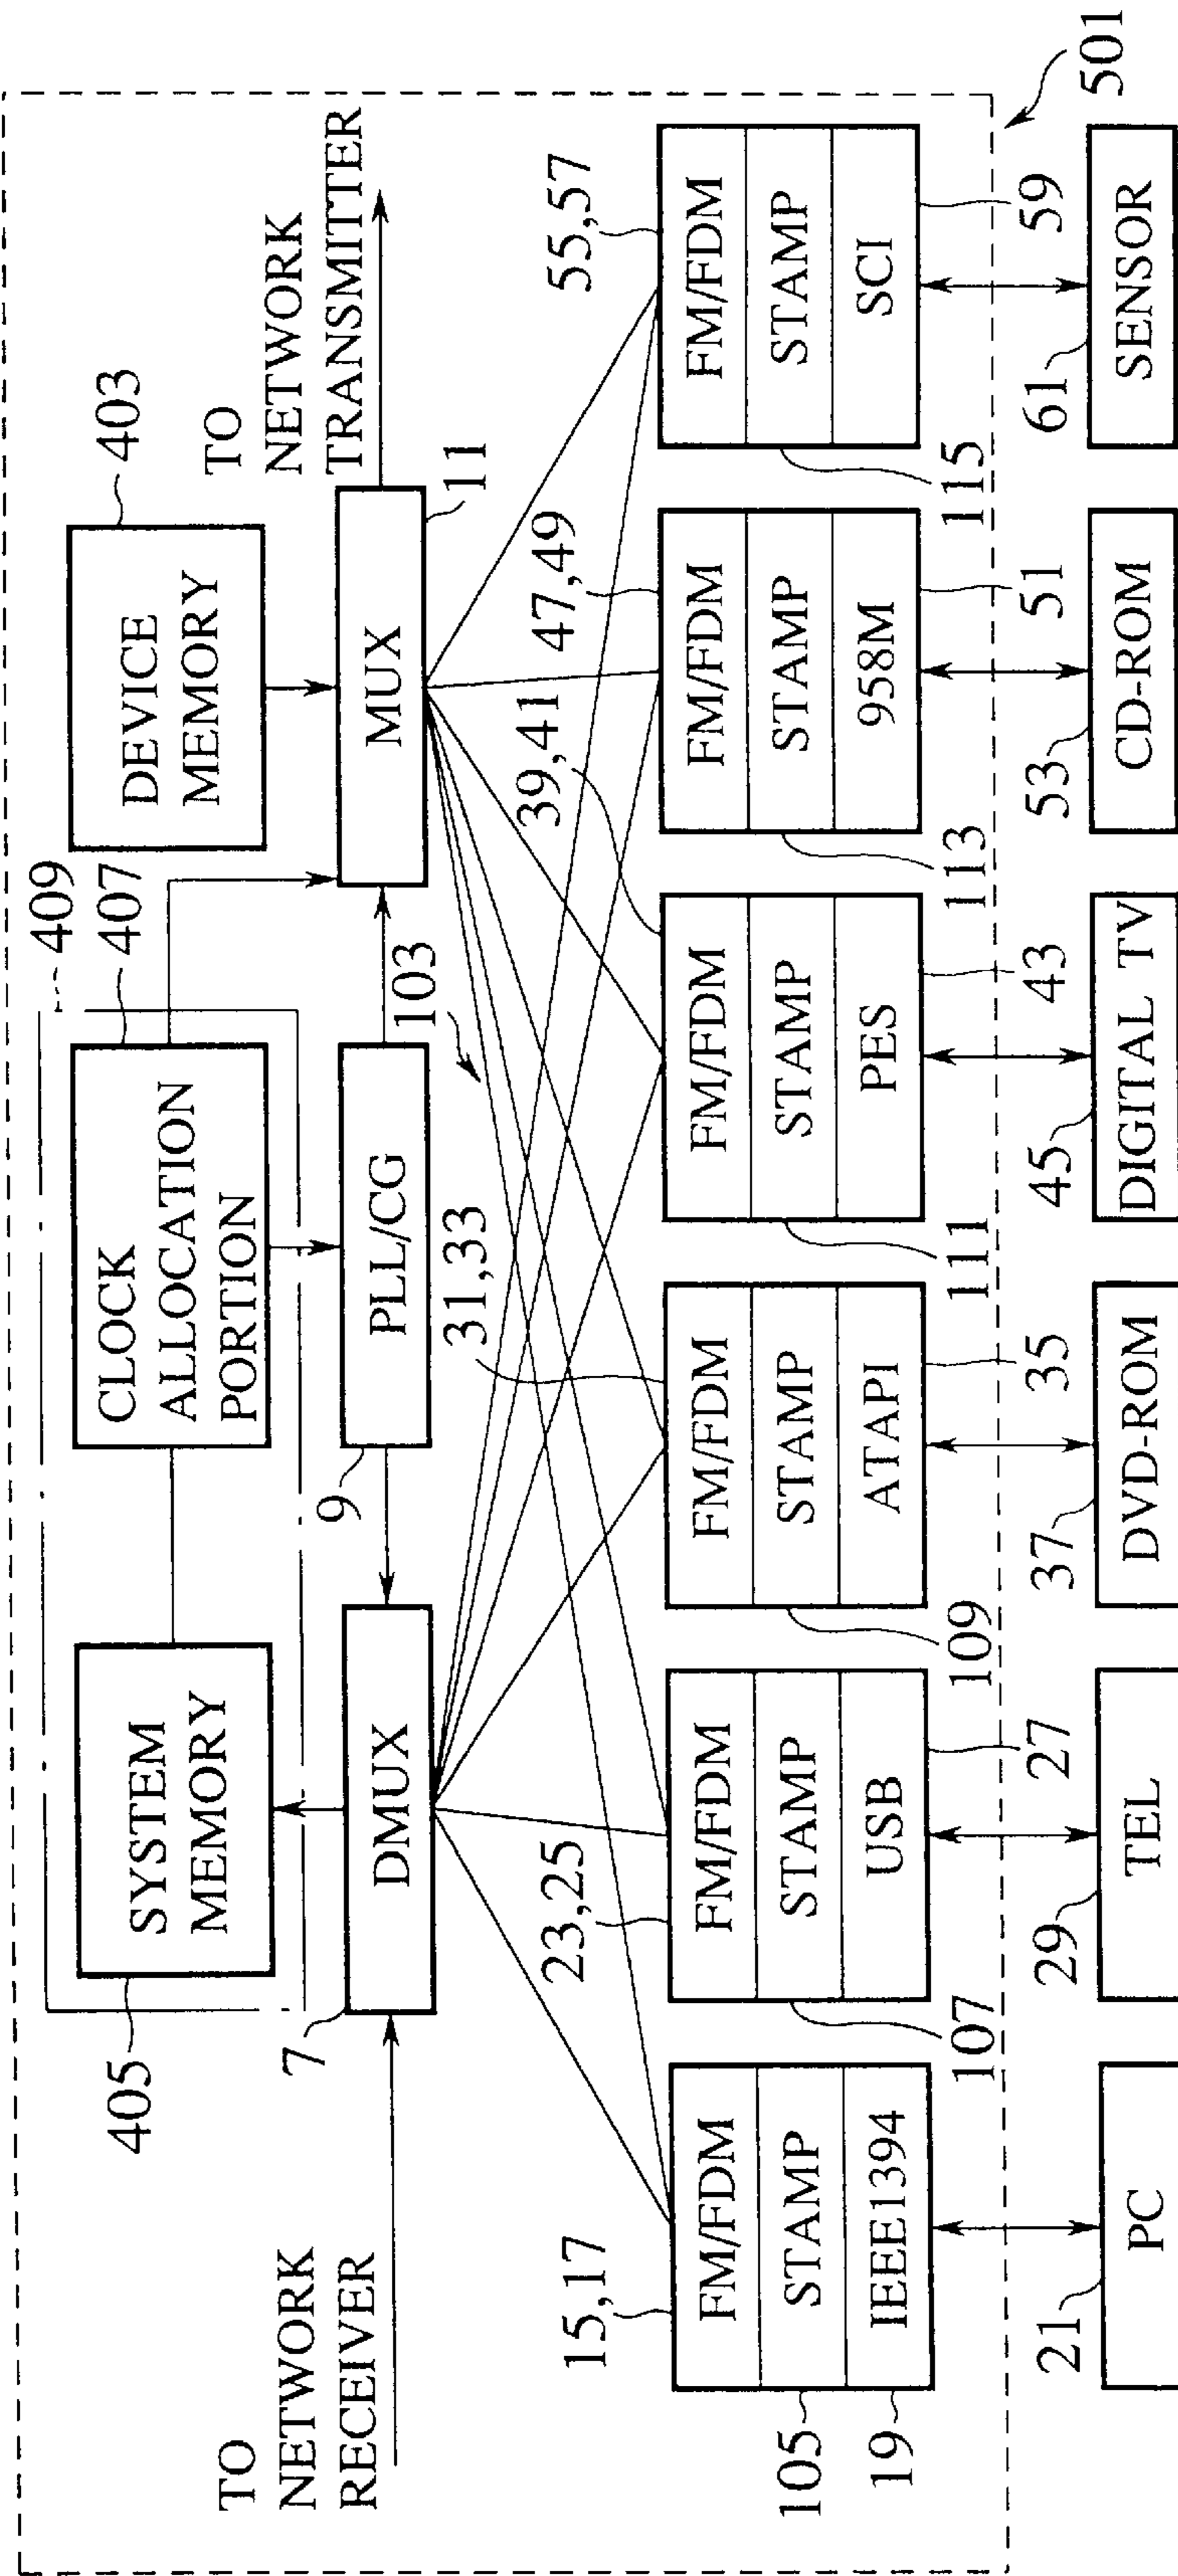 409
405
SYSTEM
MEMORY
407
CLOCK
ALLOCATION
PORTION
403
DEVICE
MEMORY
TO
NETWORK
RECEIVER
7
DMUX
9
PLL/CG
103
MUX
11
TO
NETWORK
TRANSMITTER
15,17
23,25
31,33
39,41
47,49
55,57
105
FM/FDM
STAMP
IEEE1394
19
107
FM/FDM
STAMP
USB
27
109
FM/FDM
STAMP
ATAPI
35
111
FM/FDM
STAMP
PES
43
113
FM/FDM
STAMP
958M
51
115
FM/FDM
STAMP
SCI
59
501
21
PC
29
TEL
37
DVD-ROM
45
DIGITAL TV
53
CD-ROM
61
SENSOR